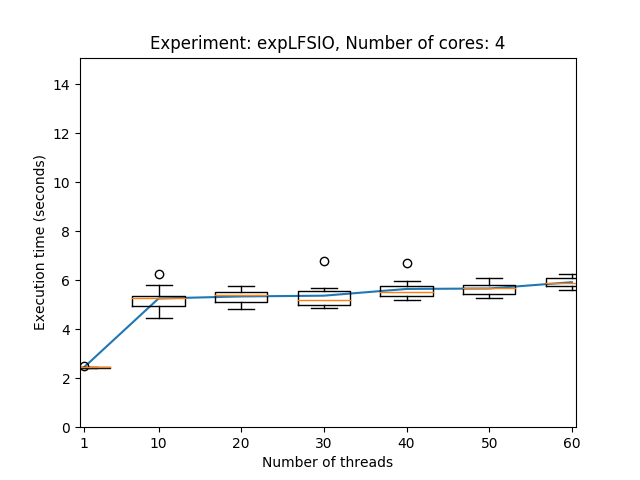 Experiment: expLFSIO, Number of cores: 4
Execution time (seconds)
14
12
10
8
6
4
2
0
1 10 20 30 40 50 60
Number of threads